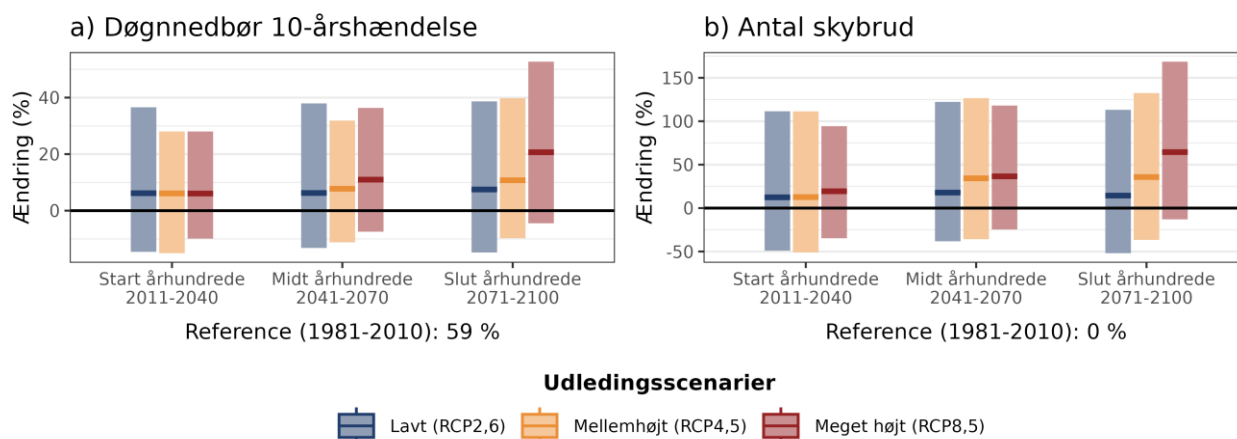 a) Døgnnedbør 10-årshændelse
Ændring (%)
40
20
0
Start århundrede
2011-2040
Midt århundrede
2041-2070
Slut århundrede
2071-2100
Reference (1981-2010): 59 %
b) Antal skybrud
Ændring (%)
150
100
50
0
-50
Start århundrede
2011-2040
Midt århundrede
2041-2070
Slut århundrede
2071-2100
Reference (1981-2010): 0 %
Udledingsscenarier
Lavt (RCP2,6)
Mellemhøjt (RCP4,5)
Meget højt (RCP8,5)